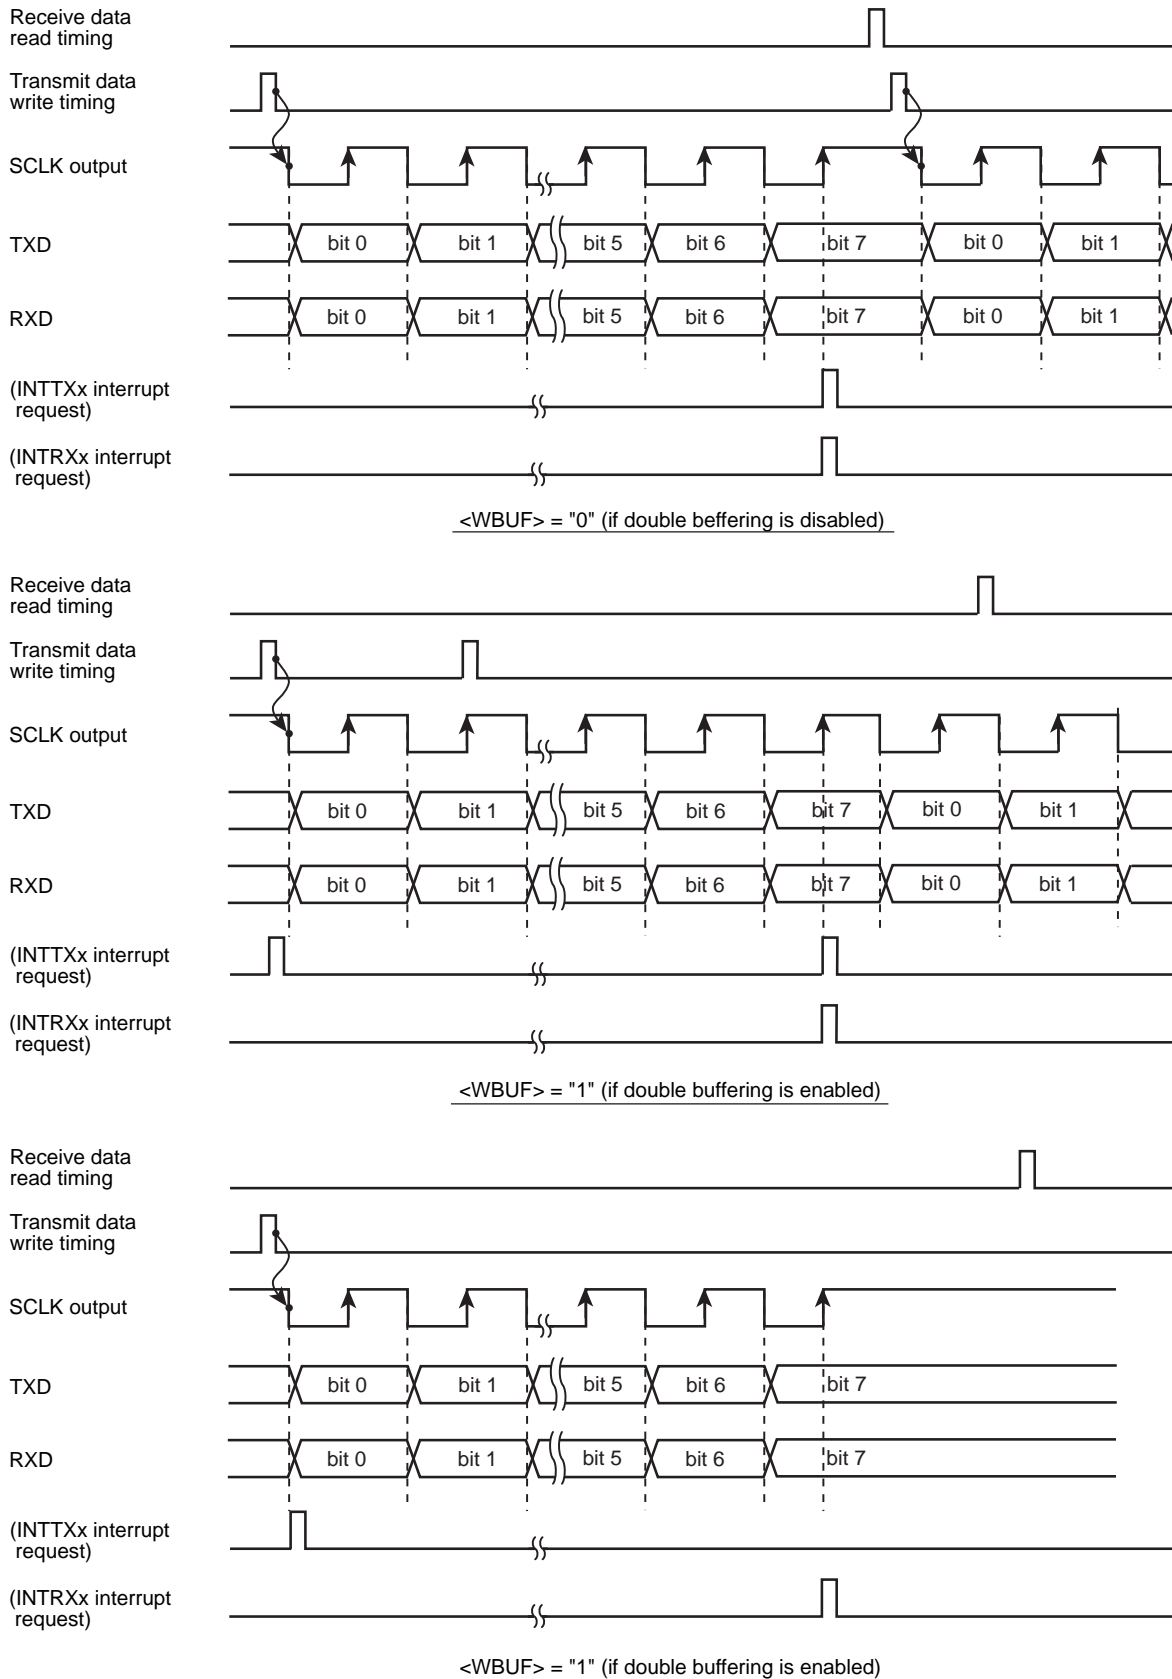 Receive data
read timing
Transmit data
write timing
SCLK output
TXD
bit 0
bit 1
bit 5
bit 6
bit 7
bit 0
bit 1
RXD
bit 0
bit 1
bit 5
bit 6
bit 7
bit 0
bit 1
(INTTXx interrupt
request)
(INTRXx interrupt
request)
<WBUF> = "0" (if double beffering is disabled)
Receive data
read timing
Transmit data
write timing
SCLK output
TXD
bit 0
bit 1
bit 5
bit 6
bit 7
bit 0
bit 1
RXD
bit 0
bit 1
bit 5
bit 6
bit 7
bit 0
bit 1
(INTTXx interrupt
request)
(INTRXx interrupt
request)
<WBUF> = "1" (if double buffering is enabled)
Receive data
read timing
Transmit data
write timing
SCLK output
TXD
bit 0
bit 1
bit 5
bit 6
bit 7
RXD
bit 0
bit 1
bit 5
bit 6
bit 7
(INTTXx interrupt
request)
(INTRXx interrupt
request)
<WBUF> = "1" (if double buffering is enabled)